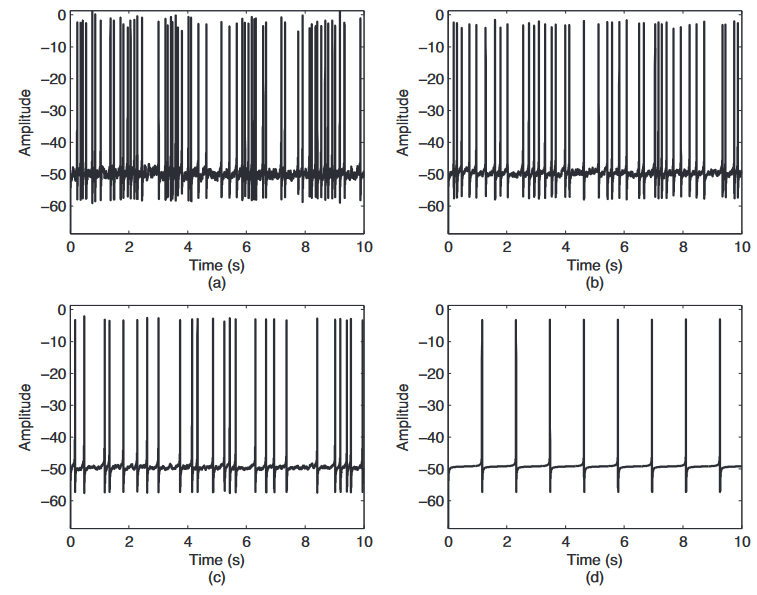 0
−10
−20
−30
−40
−50
−60
Amplitude
0 2 4 6 8 10
Time (s)
(a)
0
−10
−20
−30
−40
−50
−60
Amplitude
0 2 4 6 8 10
Time (s)
(b)
0
−10
−20
−30
−40
−50
−60
Amplitude
0 2 4 6 8 10
Time (s)
(c)
0
−10
−20
−30
−40
−50
−60
Amplitude
0 2 4 6 8 10
Time (s)
(d)